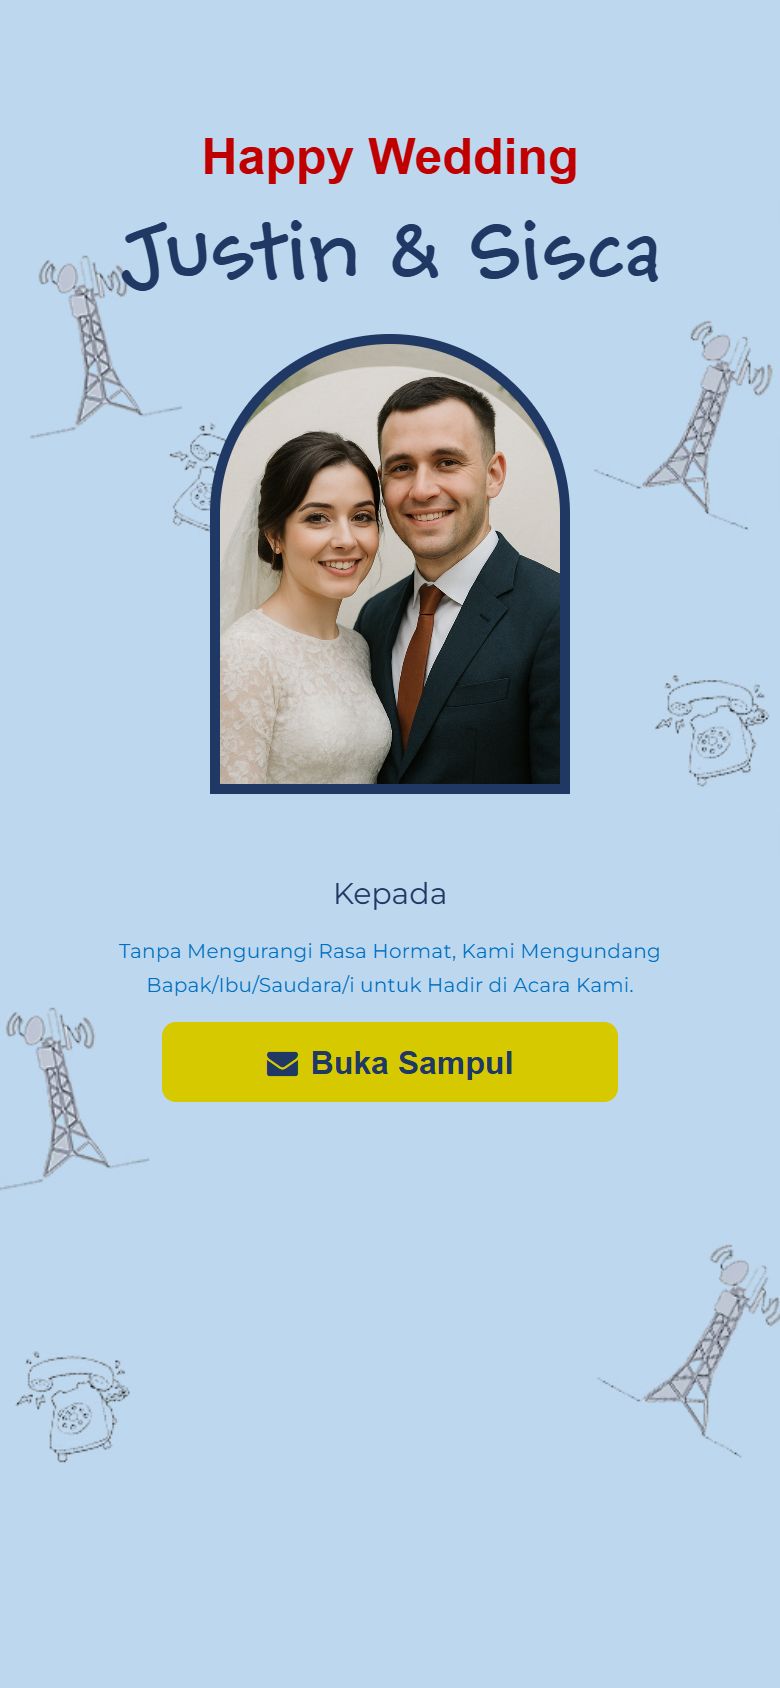 Happy Wedding
Justin & Sisca
Kepada
Tanpa Mengurangi Rasa Hormat, Kami Mengundang
Bapak/Ibu/Saudara/i untuk Hadir di Acara Kami.
Buka Sampul